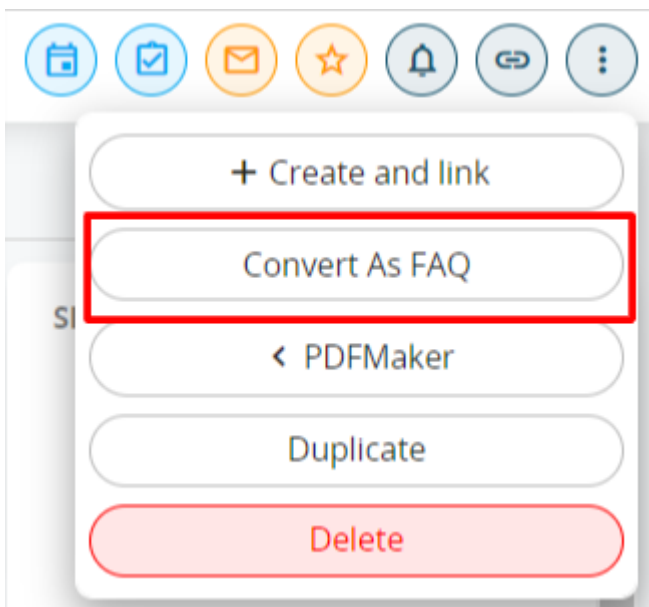 + Create and link
Convert As FAQ
< PDFMaker
Duplicate
Delete